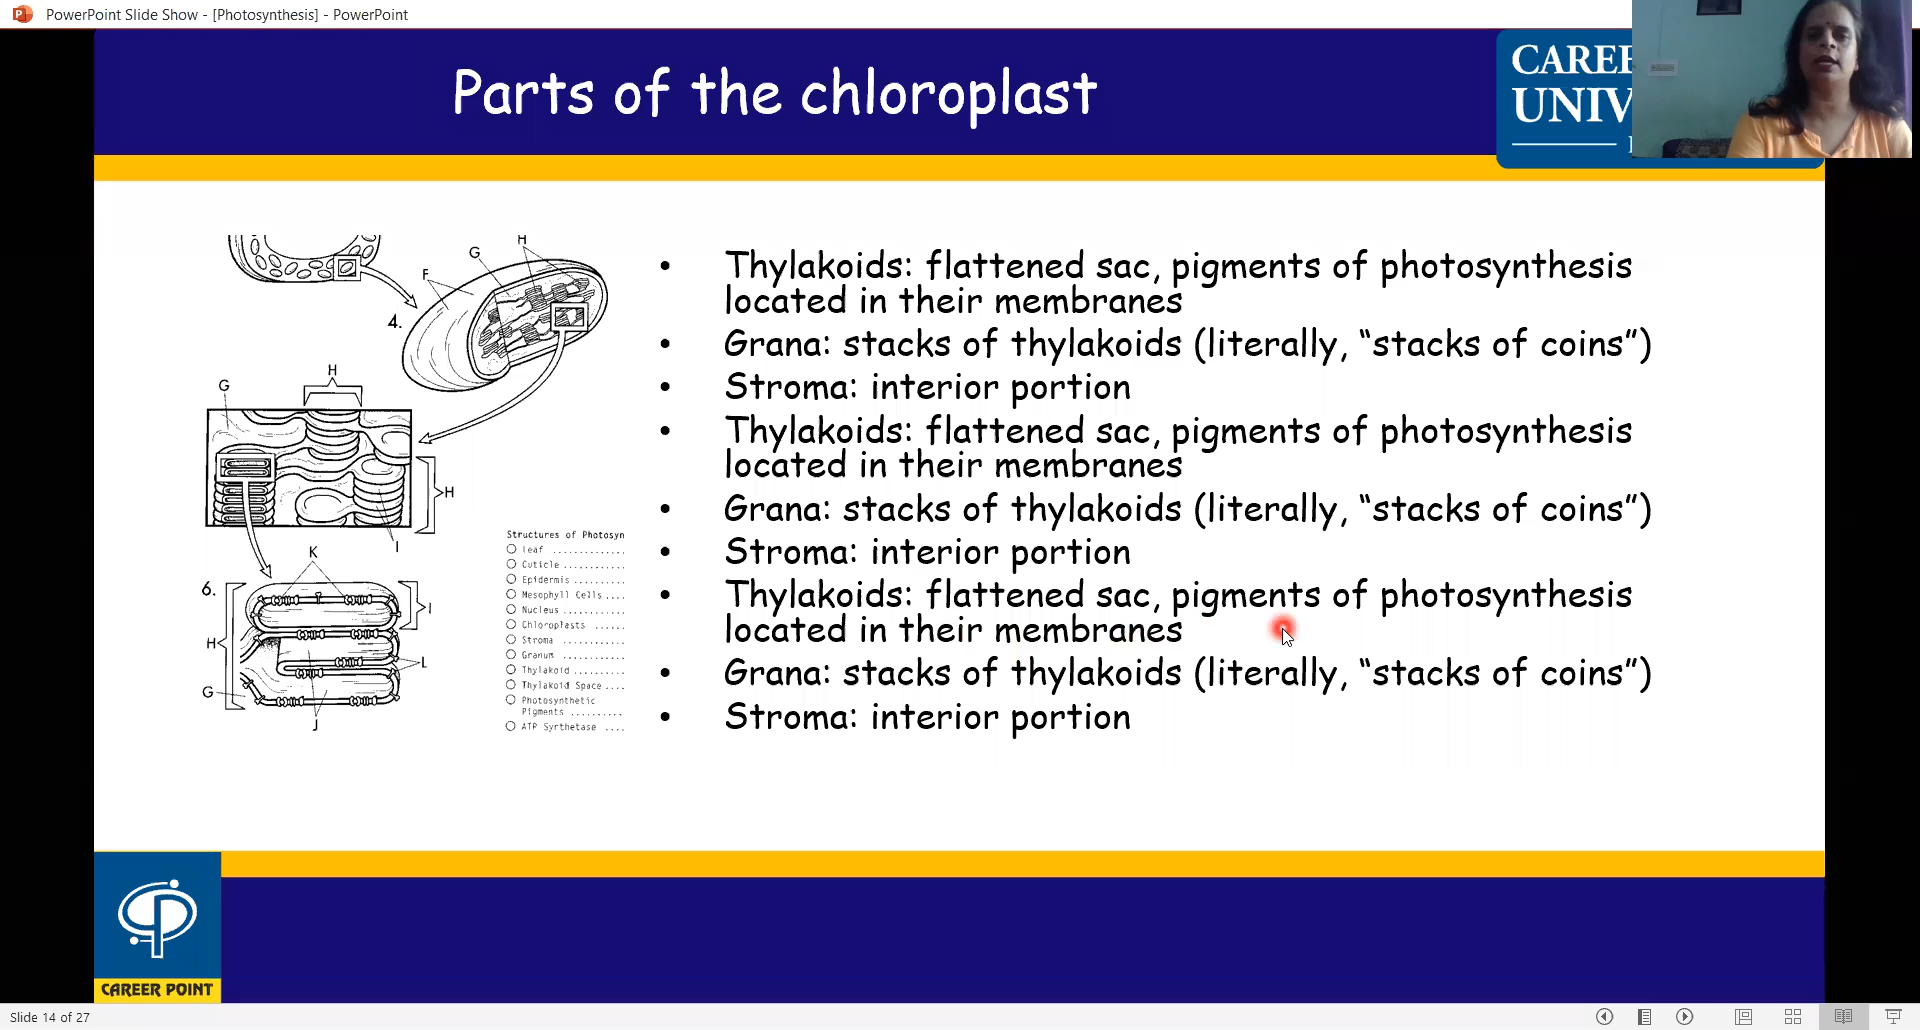 PowerPoint Slide Show - [Photosynthesis] - PowerPoint
Parts of the chloroplast
CAREE
UNIV
H
G
F
4.
• Thylakoids: flattened sac, pigments of photosynthesis
located in their membranes
• Grana: stacks of thylakoids (literally, “stacks of coins”)
• Stroma: interior portion
• Thylakoids: flattened sac, pigments of photosynthesis
located in their membranes
• Grana: stacks of thylakoids (literally, “stacks of coins”)
• Stroma: interior portion
• Thylakoids: flattened sac, pigments of photosynthesis
located in their membranes
• Grana: stacks of thylakoids (literally, “stacks of coins”)
• Stroma: interior portion
H
G
H
I
K
6.
I
H
L
G
J
Structures of Photosyn
Leaf ..............
Cuticle ............
Epidermis ..........
Mesophyll Cells ....
Nucleus ............
Chloroplasts ......
Stroma ............
Granum ............
Thylakoid ..........
Thylakoid Space ....
Photosynthetic
Pigments ..........
ATP Syrthetase ....
CAREER POINT
Slide 14 of 27